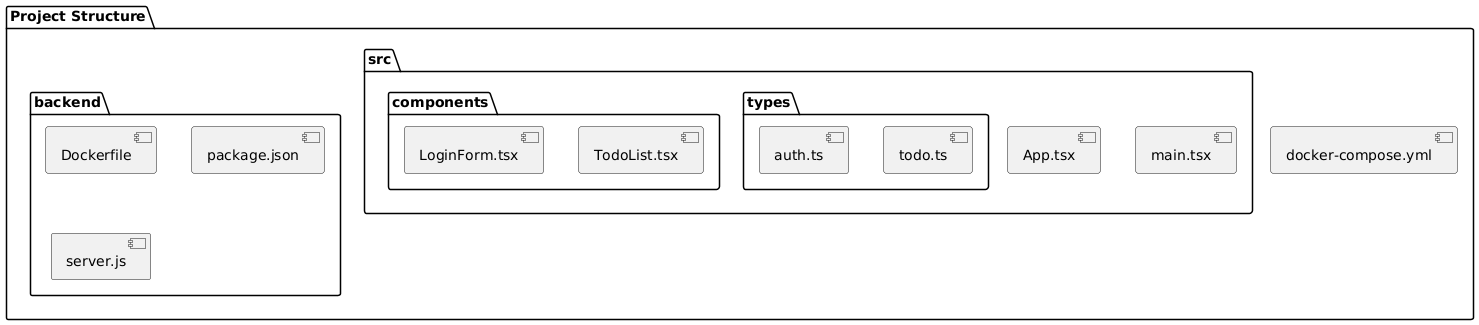 Project Structure
src
backend
components
types
Dockerfile
package.json
LoginForm.tsx
TodoList.tsx
auth.ts
todo.ts
App.tsx
main.tsx
docker-compose.yml
server.js